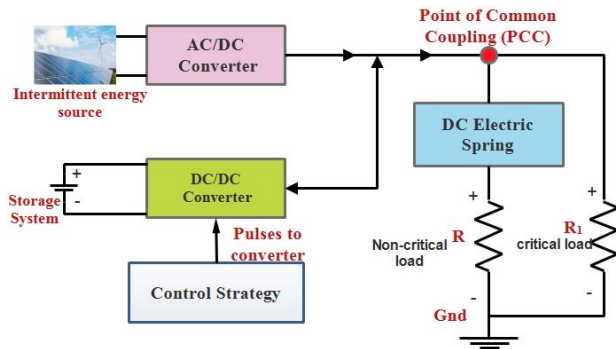 Point of Common
Coupling (PCC)
AC/DC
Converter
Intermittent energy
source
DC Electric
Spring
+
-
Storage
System
DC/DC
Converter
Pulses to
converter
Control Strategy
+
R
Non-critical
load
-
+
R1
critical load
-
Gnd